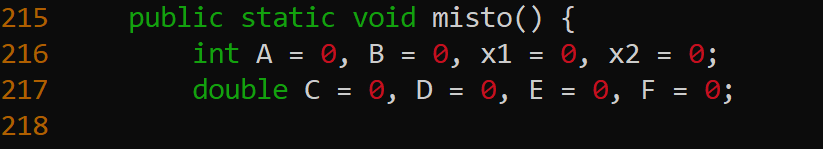 215     public static void misto() {
216         int A = 0, B = 0, x1 = 0, x2 = 0;
217         double C = 0, D = 0, E = 0, F = 0;
218